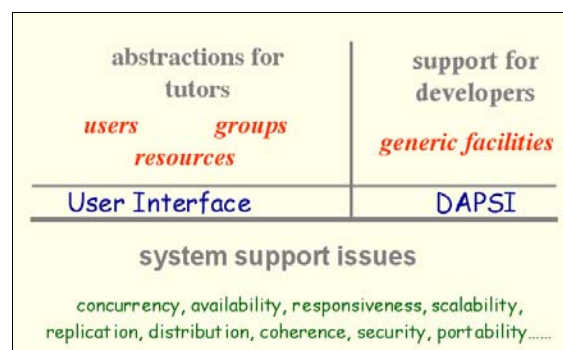 abstractions for
tutors
users groups
resources
User Interface
support for
developers
generic facilities
DAPSI
system support issues
concurrency, availability, responsiveness, scalability,
replication, distribution, coherence, security, portability......